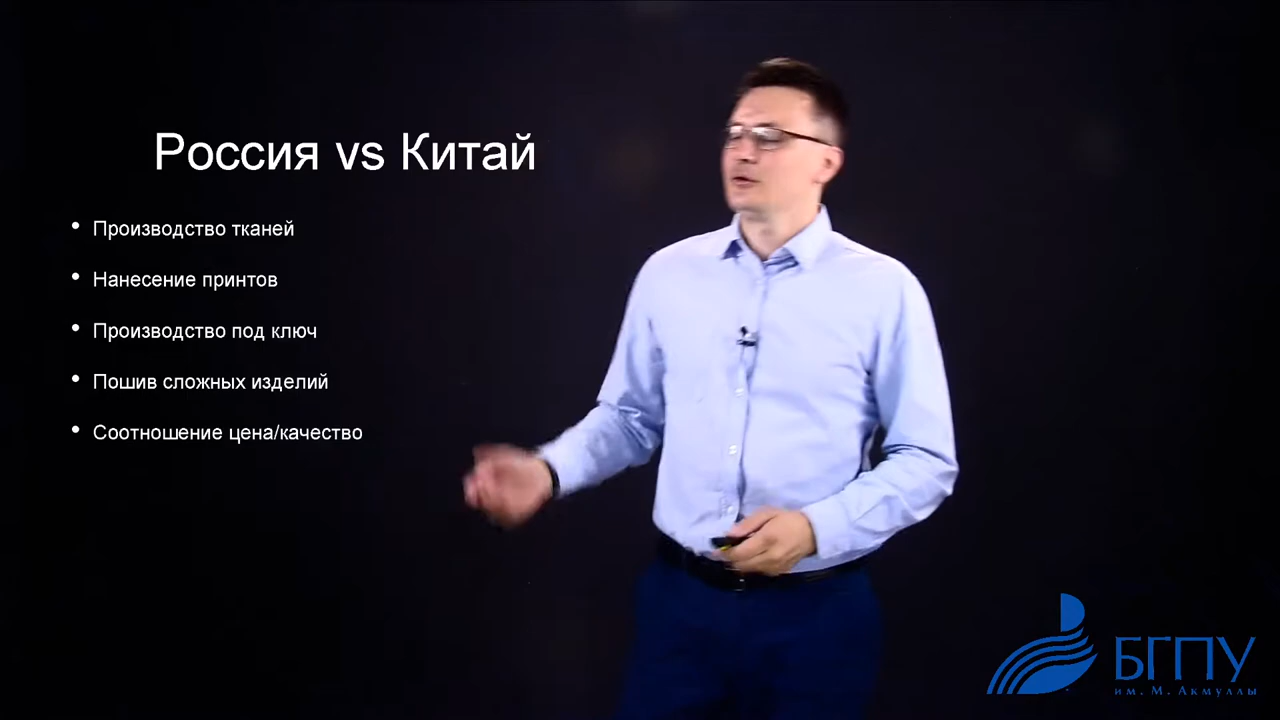 Россия vs Китай
• Производство тканей
• Нанесение принтов
• Производство под ключ
• Пошив сложных изделий
• Соотношение цена/качество
БГПУ
им. М. Акмуллы